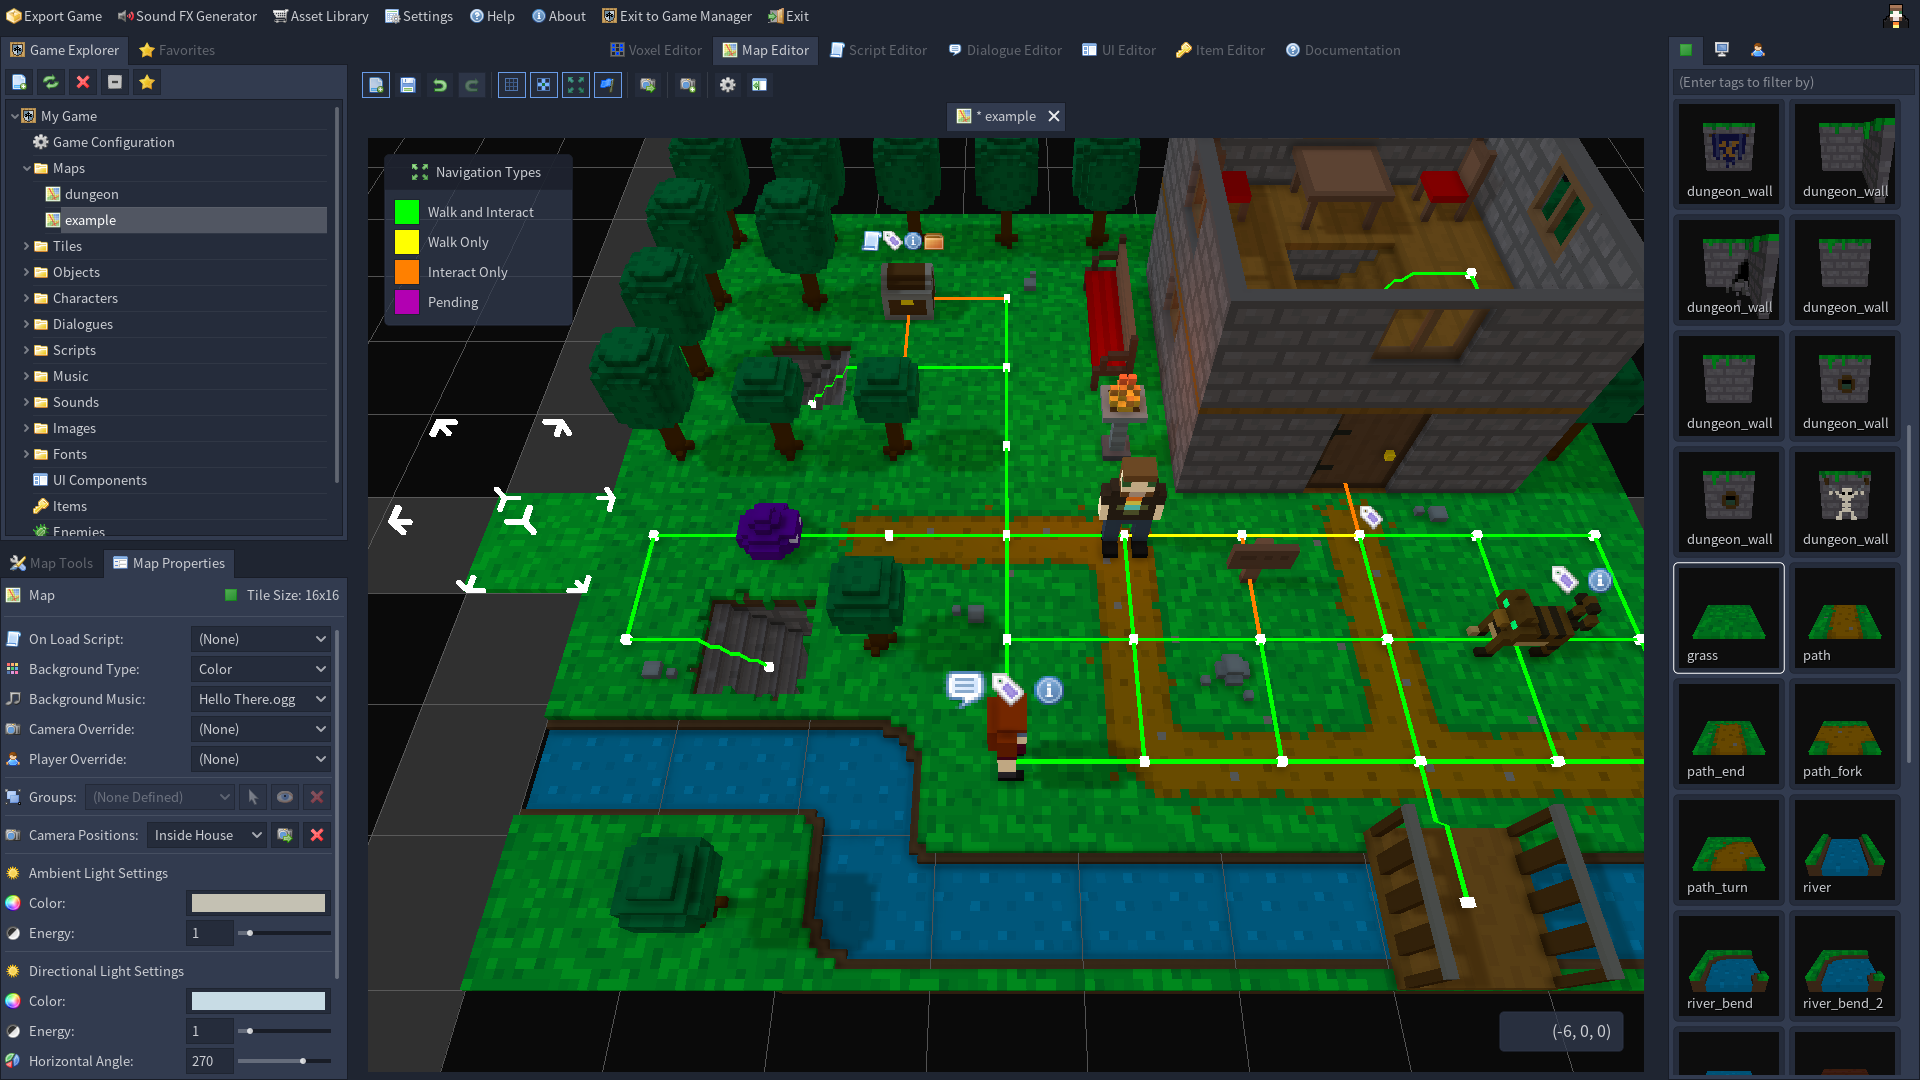 Export Game Sound FX Generator Asset Library Settings Help About Exit to Game Manager Exit
Game Explorer Favorites
Voxel Editor Map Editor Script Editor Dialogue Editor UI Editor Item Editor Documentation
(Enter tags to filter by)
* example
My Game
Game Configuration
Maps
dungeon
example
Tiles
Objects
Characters
Dialogues
Scripts
Music
Sounds
Images
Fonts
UI Components
Items
Enemies
Map Tools Map Properties
Map Tile Size: 16x16
On Load Script: (None)
Background Type: Color
Background Music: Hello There.ogg
Camera Override: (None)
Player Override: (None)
Groups: (None Defined)
Camera Positions: Inside House
Ambient Light Settings
Color:
Energy: 1
Directional Light Settings
Color:
Energy: 1
Horizontal Angle: 270
Navigation Types
Walk and Interact
Walk Only
Interact Only
Pending
(-6, 0, 0)
dungeon_wall dungeon_wall
dungeon_wall dungeon_wall
dungeon_wall dungeon_wall
dungeon_wall dungeon_wall
grass path
path_end path_fork
path_turn river
river_bend river_bend_2